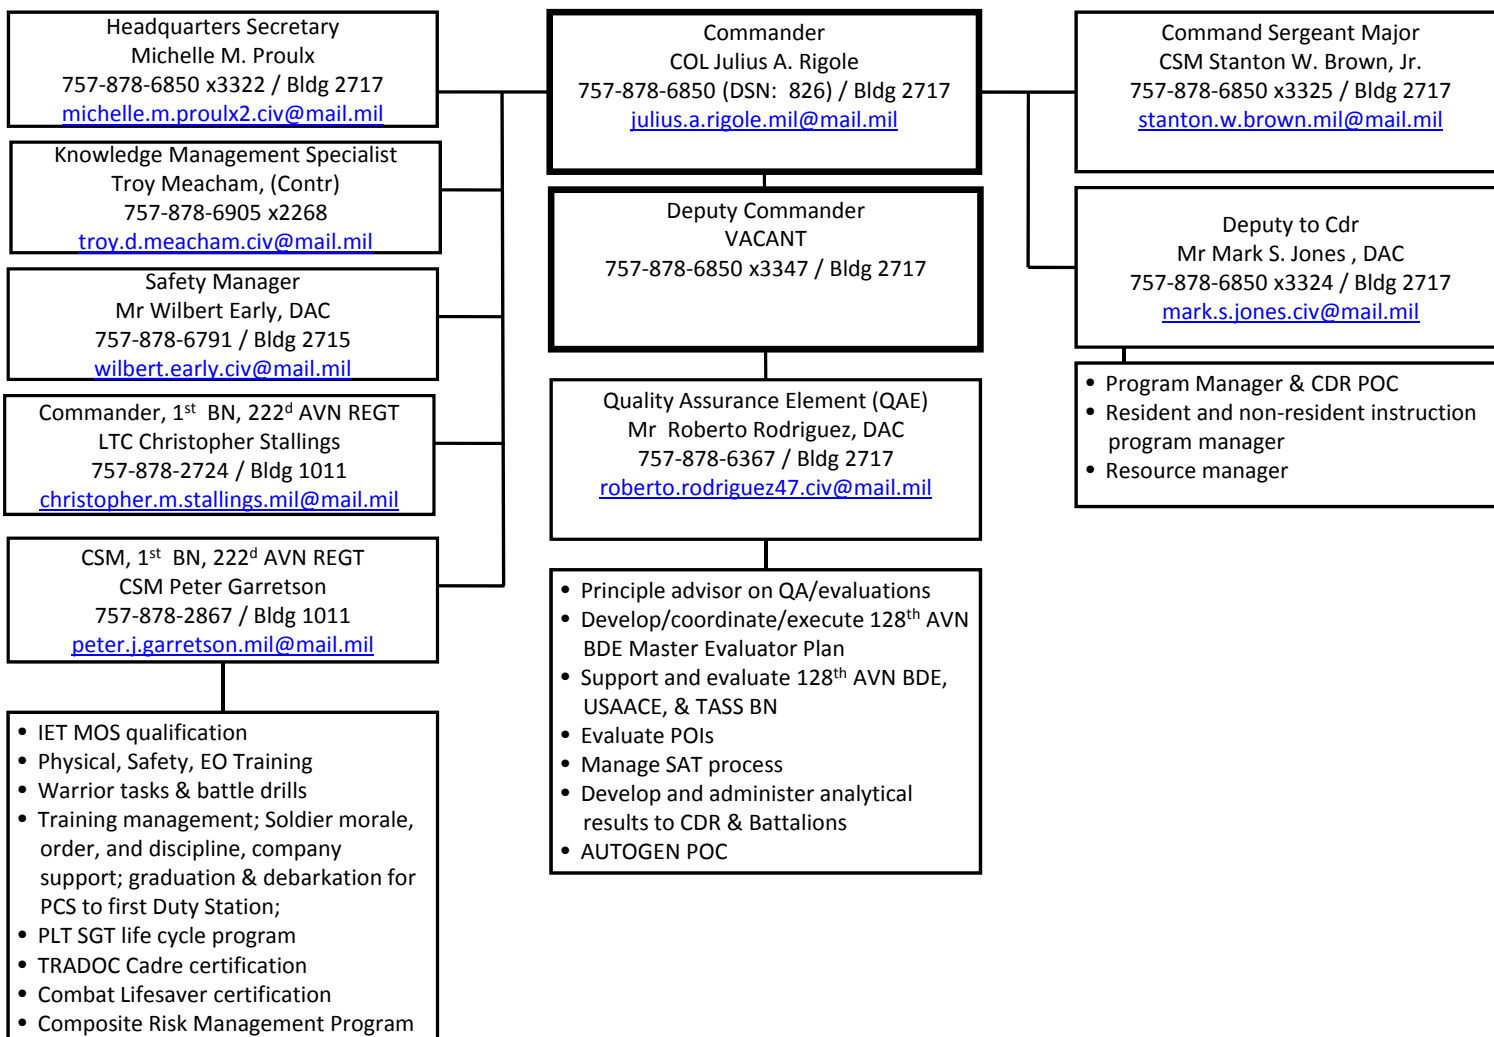 Headquarters Secretary
Michelle M. Proulx
757-878-6850 x3322 / Bldg 2717
michelle.m.proulx2.civ@mail.mil
Knowledge Management Specialist
Troy Meacham, (Contr)
757-878-6905 x2268
troy.d.meacham.civ@mail.mil
Safety Manager
Mr Wilbert Early, DAC
757-878-6791 / Bldg 2715
wilbert.early.civ@mail.mil
Commander, 1st BN, 222d AVN REGT
LTC Christopher Stallings
757-878-2724 / Bldg 1011
christopher.m.stallings.mil@mail.mil
CSM, 1st BN, 222d AVN REGT
CSM Peter Garretson
757-878-2867 / Bldg 1011
peter.j.garretson.mil@mail.mil
• IET MOS qualification
• Physical, Safety, EO Training
• Warrior tasks & battle drills
• Training management; Soldier morale,
order, and discipline, company
support; graduation & debarkation for
PCS to first Duty Station;
• PLT SGT life cycle program
• TRADOC Cadre certification
• Combat Lifesaver certification
• Composite Risk Management Program
Commander
COL Julius A. Rigole
757-878-6850 (DSN: 826) / Bldg 2717
julius.a.rigole.mil@mail.mil
Deputy Commander
VACANT
757-878-6850 x3347 / Bldg 2717
Quality Assurance Element (QAE)
Mr Roberto Rodriguez, DAC
757-878-6367 / Bldg 2717
roberto.rodriguez47.civ@mail.mil
• Principle advisor on QA/evaluations
• Develop/coordinate/execute 128th AVN
BDE Master Evaluator Plan
• Support and evaluate 128th AVN BDE,
USAACE, & TASS BN
• Evaluate POIs
• Manage SAT process
• Develop and administer analytical
results to CDR & Battalions
• AUTOGEN POC
Command Sergeant Major
CSM Stanton W. Brown, Jr.
757-878-6850 x3325 / Bldg 2717
stanton.w.brown.mil@mail.mil
Deputy to Cdr
Mr Mark S. Jones , DAC
757-878-6850 x3324 / Bldg 2717
mark.s.jones.civ@mail.mil
• Program Manager & CDR POC
• Resident and non-resident instruction
program manager
• Resource manager